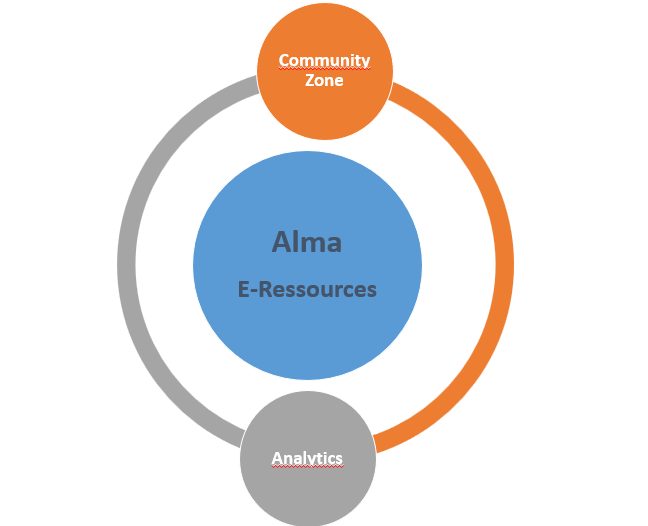 Community
Zone
Alma
E-Ressources
Analytics